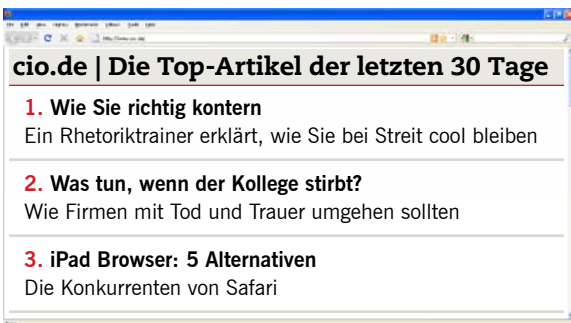 cio.de | Die Top-Artikel der letzten 30 Tage
1. Wie Sie richtig kontern
Ein Rhetoriktrainer erklärt, wie Sie bei Streit cool bleiben
2. Was tun, wenn der Kollege stirbt?
Wie Firmen mit Tod und Trauer umgehen sollten
3. iPad Browser: 5 Alternativen
Die Konkurrenten von Safari